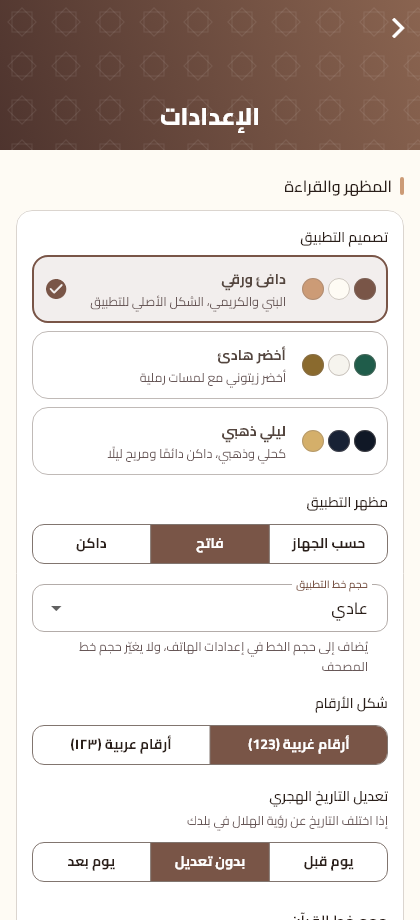 الإعدادات
المظهر والقراءة
تصميم التطبيق
دافئ ورقي
البني والكريمي، الشكل الأصلي للتطبيق
أخضر هادئ
أخضر زيتوني مع لمسات رملية
ليلي ذهبي
كحلي وذهبي، داكن دائمًا ومريح ليلًا
مظهر التطبيق
حسب الجهاز
فاتح
داكن
حجم خط التطبيق
عادي
يُضاف إلى حجم الخط في إعدادات الهاتف، ولا يغيّر حجم خط
المصحف
شكل الأرقام
أرقام غربية (123)
أرقام عربية (١٢٣)
تعديل التاريخ الهجري
إذا اختلف التاريخ عن رؤية الهلال في بلدك
يوم قبل
بدون تعديل
يوم بعد